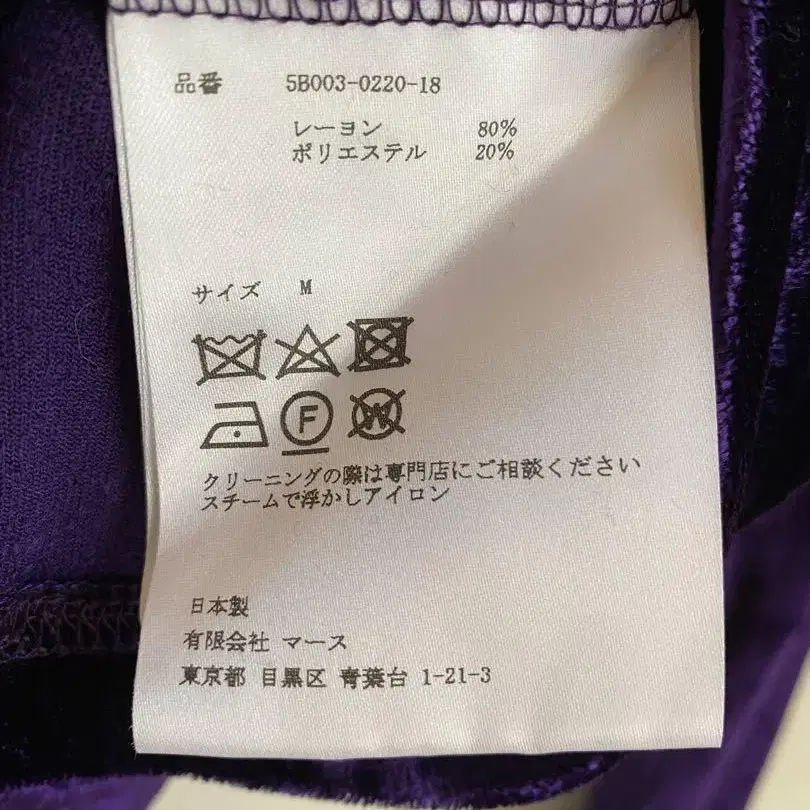 品番 5B003-0220-18
レーヨン 80%
ポリエステル 20%
サイズ M
F W
クリーニングの際は専門店にご相談ください
スチームで浮かしアイロン
日本製
有限会社 マース
東京都 目黒区 青葉台 1-21-3